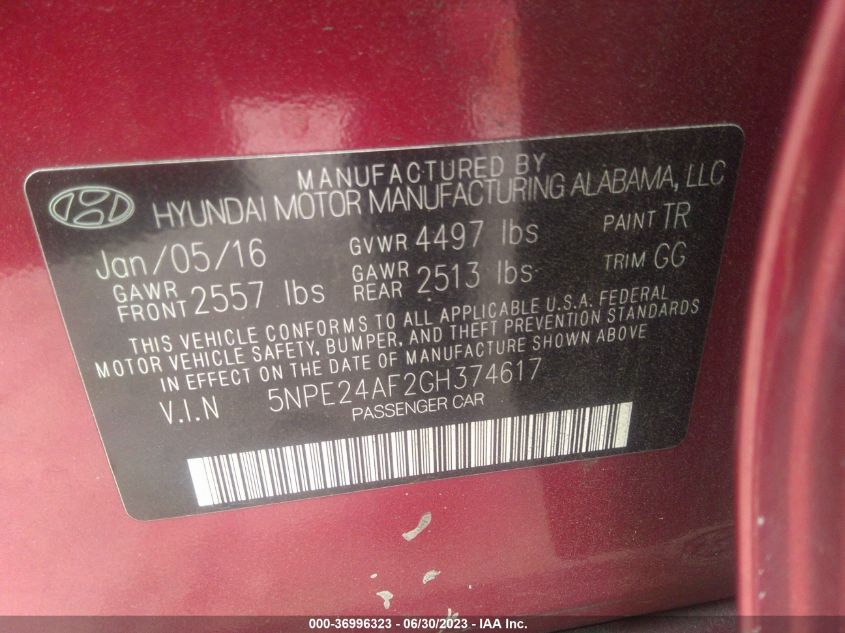 MANUFACTURED BY
HYUNDAI MOTOR MANUFACTURING ALABAMA, LLC
Jan/05/16 GVWR 4497 lbs PAINT TR
GAWR FRONT 2557 lbs GAWR REAR 2513 lbs TRIM GG
THIS VEHICLE CONFORMS TO ALL APPLICABLE U.S.A. FEDERAL
MOTOR VEHICLE SAFETY, BUMPER, AND THEFT PREVENTION STANDARDS
IN EFFECT ON THE DATE OF MANUFACTURE SHOWN ABOVE
V.I.N 5NPE24AF2GH374617
PASSENGER CAR
000-36996323 - 06/30/2023 - IAA Inc.